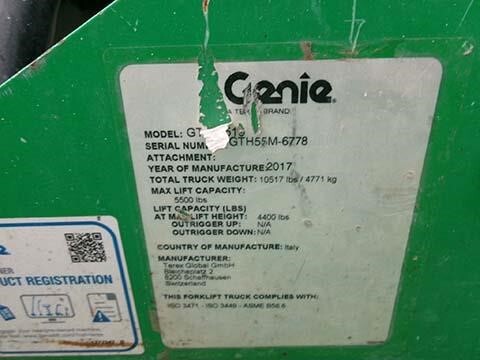 Genie
BRAND
MODEL: GT
SERIAL NUM GTH55M-6778
ATTACHMENT:
YEAR OF MANUFACTURE: 2017
TOTAL TRUCK WEIGHT: 10517 lbs / 4771 kg
MAX LIFT CAPACITY:
5500 lbs
LIFT CAPACITY (LBS)
AT MAX LIFT HEIGHT: 4400 lbs
OUTRIGGER UP: N/A
OUTRIGGER DOWN: N/A
COUNTRY OF MANUFACTURE: Italy
MANUFACTURER:
Terex Global GmbH
Bleicheplatz 2
8200 Schaffhausen
Switzerland
THIS FORKLIFT TRUCK COMPLIES WITH:
ISO 3471 - ISO 3449 - ASME B56.6
UCT REGISTRATION